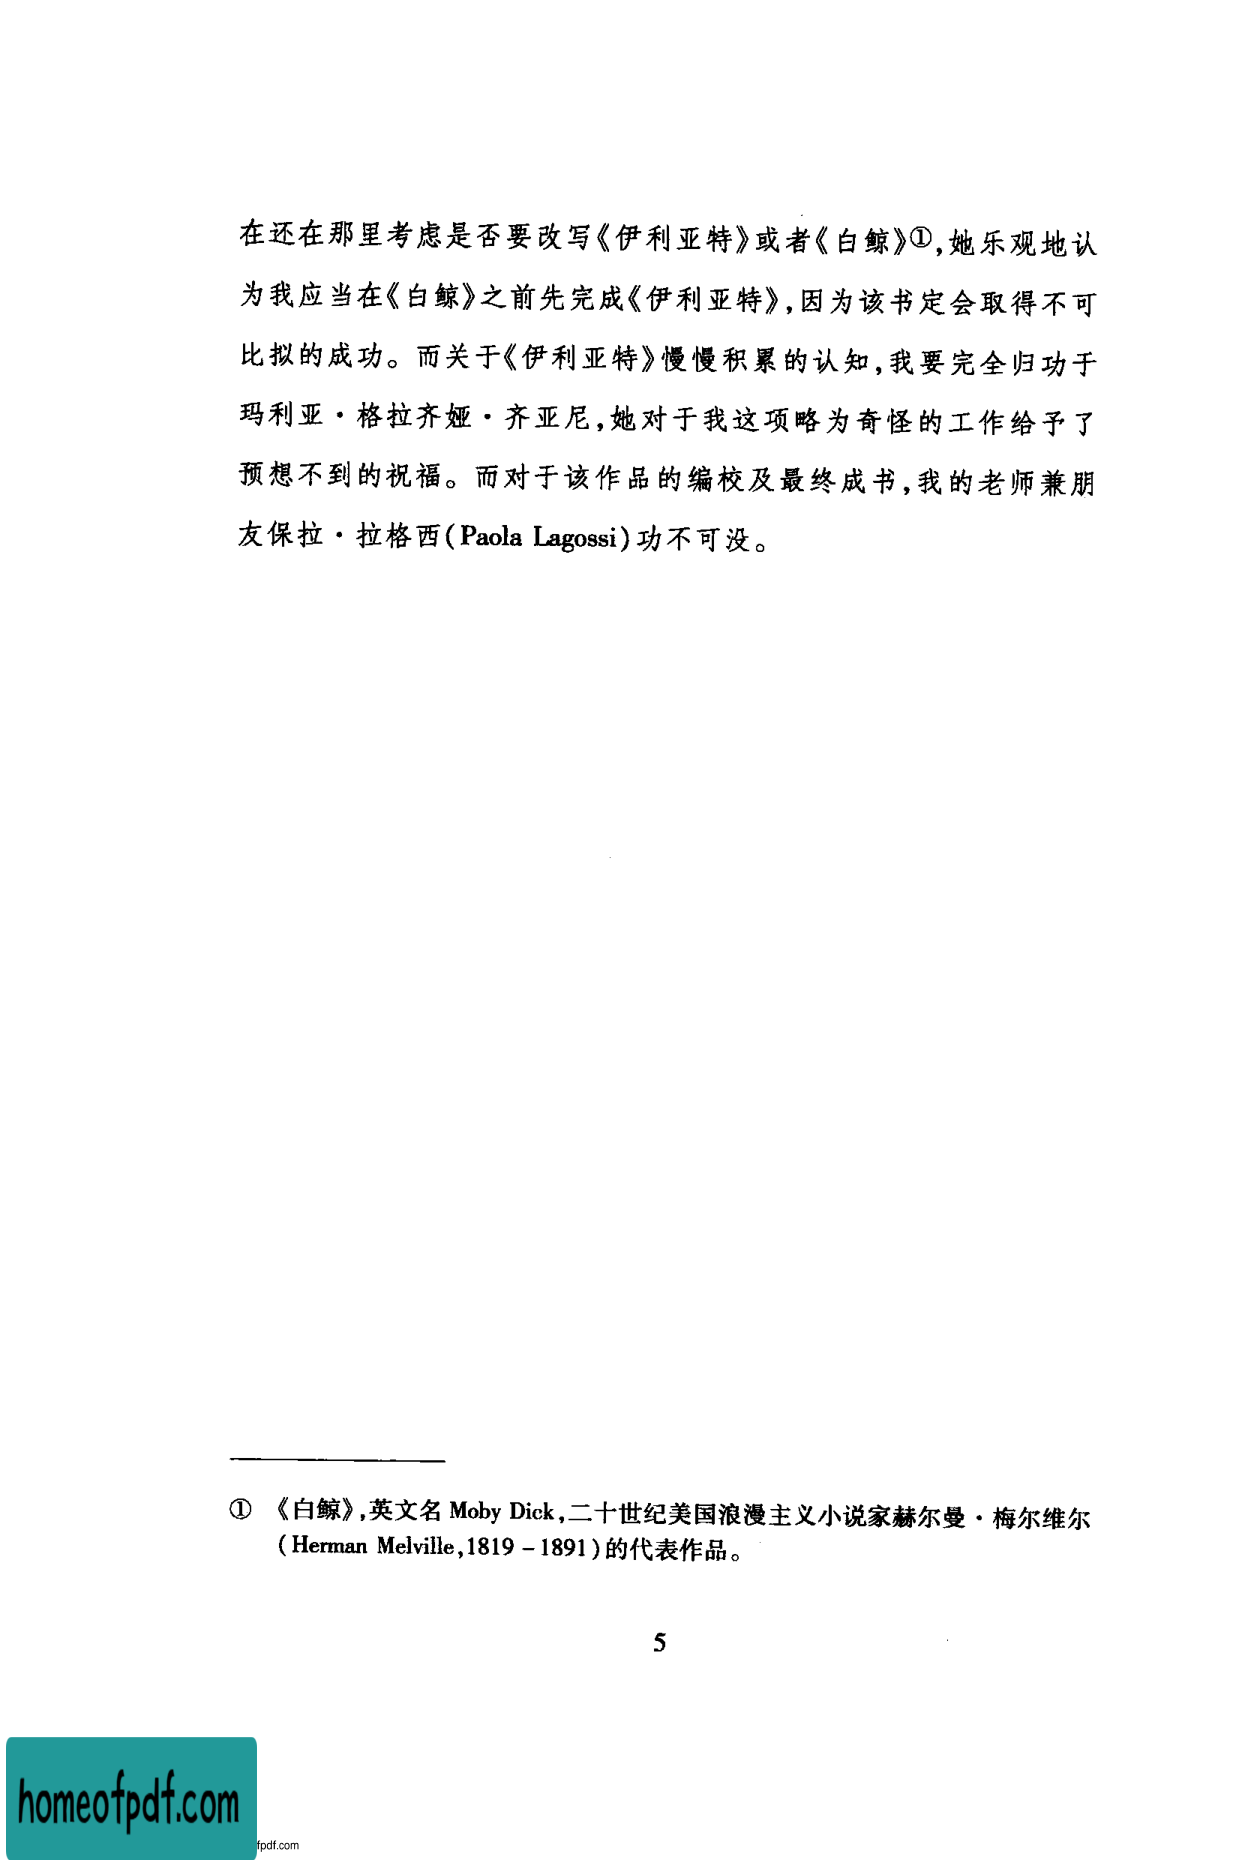 在还在那里考虑是否要改写《伊利亚特》或者《白鲸》①,她乐观地认
为我应当在《白鲸》之前先完成《伊利亚特》,因为该书定会取得不可
比拟的成功。而关于《伊利亚特》慢慢积累的认知,我要完全归功于
玛利亚·格拉齐娅·齐亚尼,她对于我这项略为奇怪的工作给予了
预想不到的祝福。而对于该作品的编校及最终成书,我的老师兼朋
友保拉·拉格西(Paola Lagossi)功不可没。
① 《白鲸》,英文名 Moby Dick,二十世纪美国浪漫主义小说家赫尔曼·梅尔维尔
(Herman Melville,1819-1891)的代表作品。
5
homeofpdf.com
fpdf.com